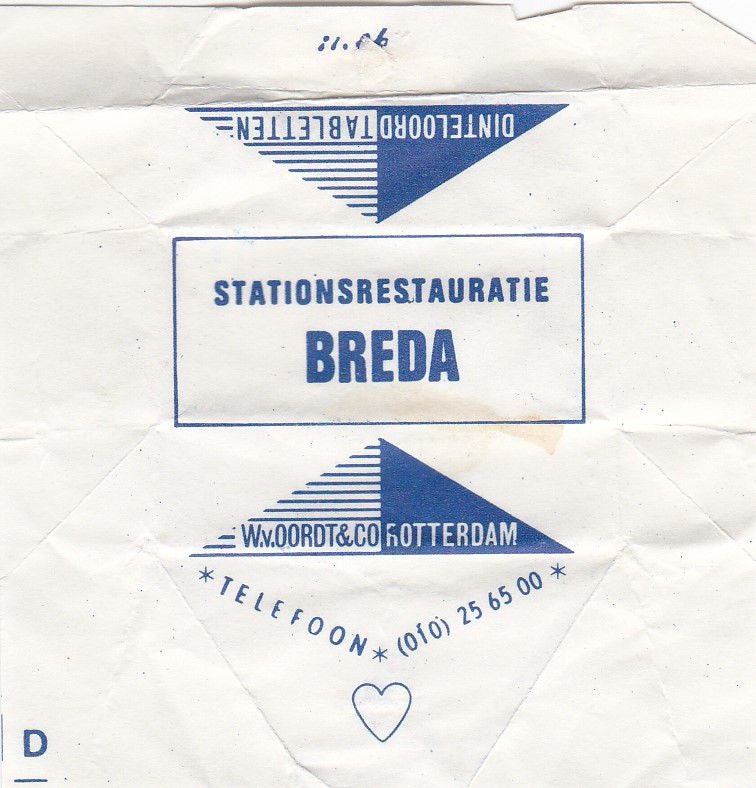 DINTELOORD TABLETTEN
STATIONSRESTAURATIE
BREDA
W.v.OORDT&CO ROTTERDAM
*TELEFOON*(010) 25 65 00*
D